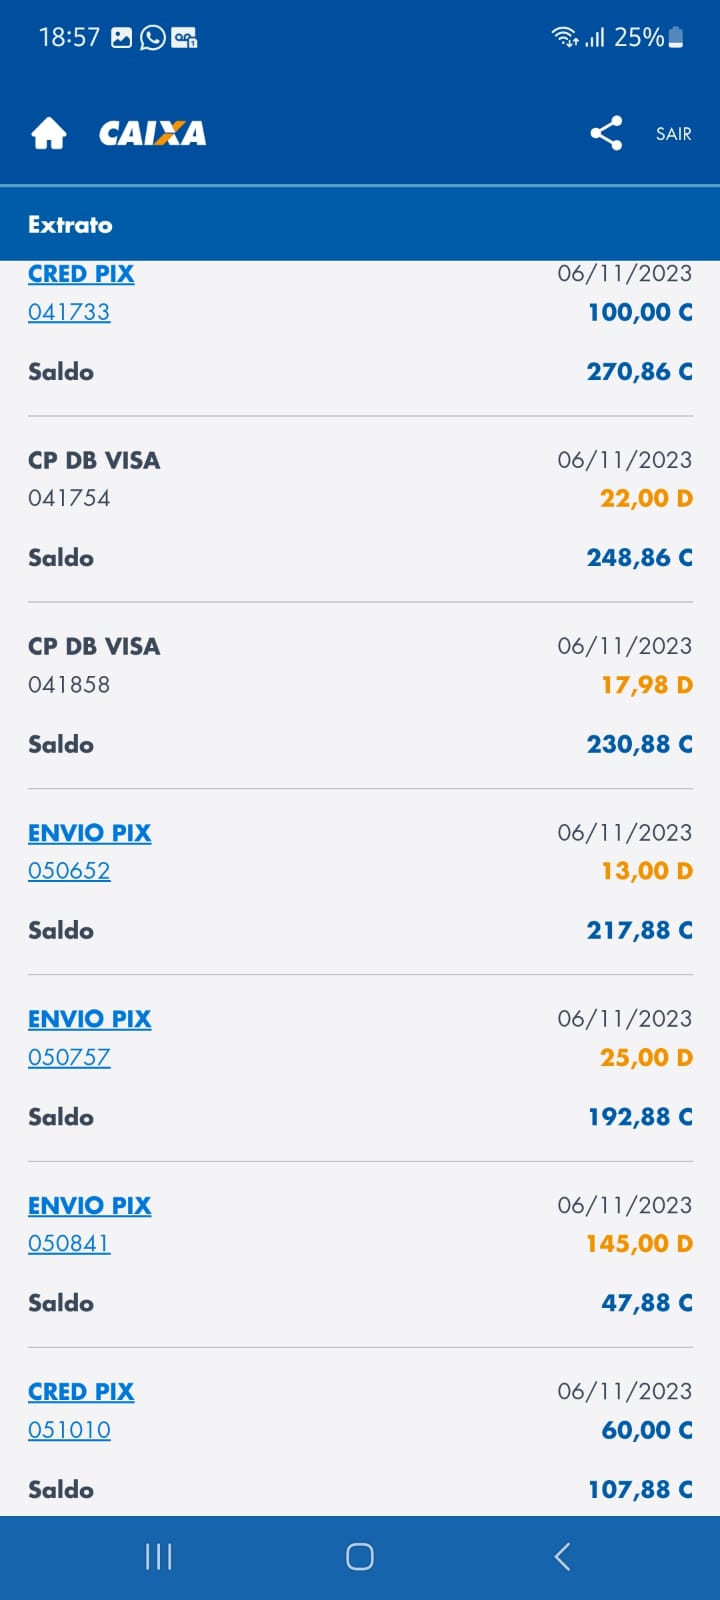 18:57 25%
CAIXA SAIR
Extrato
CRED PIX 06/11/2023
041733 100,00 C
Saldo 270,86 C
CP DB VISA 06/11/2023
041754 22,00 D
Saldo 248,86 C
CP DB VISA 06/11/2023
041858 17,98 D
Saldo 230,88 C
ENVIO PIX 06/11/2023
050652 13,00 D
Saldo 217,88 C
ENVIO PIX 06/11/2023
050757 25,00 D
Saldo 192,88 C
ENVIO PIX 06/11/2023
050841 145,00 D
Saldo 47,88 C
CRED PIX 06/11/2023
051010 60,00 C
Saldo 107,88 C